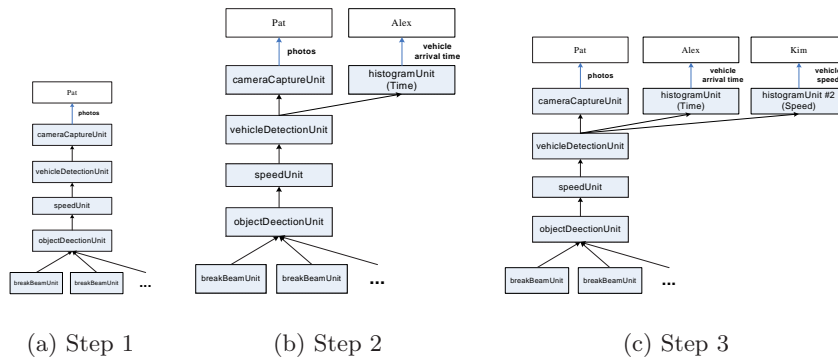 Pat
photos
cameraCaptureUnit
vehicleDetectionUnit
speedUnit
objectDeectionUnit
breakBeamUnit
breakBeamUnit
...
(a) Step 1
Pat
Alex
photos
vehicle
arrival time
cameraCaptureUnit
histogramUnit
(Time)
vehicleDetectionUnit
speedUnit
objectDeectionUnit
breakBeamUnit
breakBeamUnit
...
(b) Step 2
Pat
Alex
Kim
photos
vehicle
arrival time
vehicle
speed
cameraCaptureUnit
histogramUnit
(Time)
histogramUnit #2
(Speed)
vehicleDetectionUnit
speedUnit
objectDeectionUnit
breakBeamUnit
breakBeamUnit
...
(c) Step 3